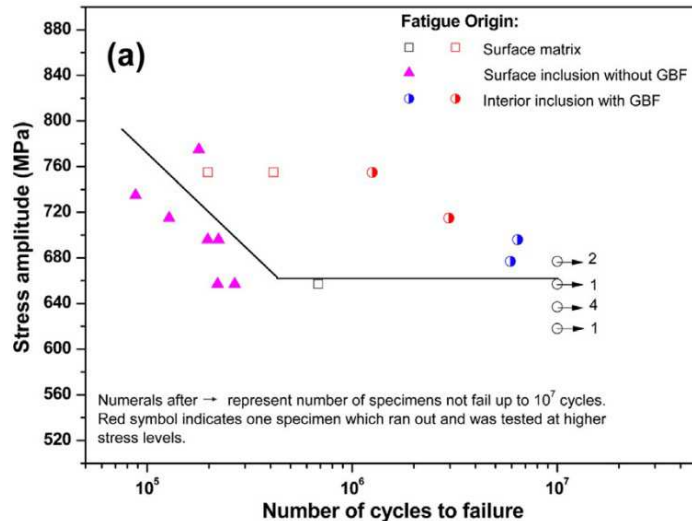 (a)
Fatigue Origin:
Surface matrix
Surface inclusion without GBF
Interior inclusion with GBF
Stress amplitude (MPa)
880
840
800
760
720
680
640
600
560
520
2
1
4
1
Numerals after → represent number of specimens not fail up to 10⁷ cycles.
Red symbol indicates one specimen which ran out and was tested at higher
stress levels.
10⁵
10⁶
10⁷
Number of cycles to failure